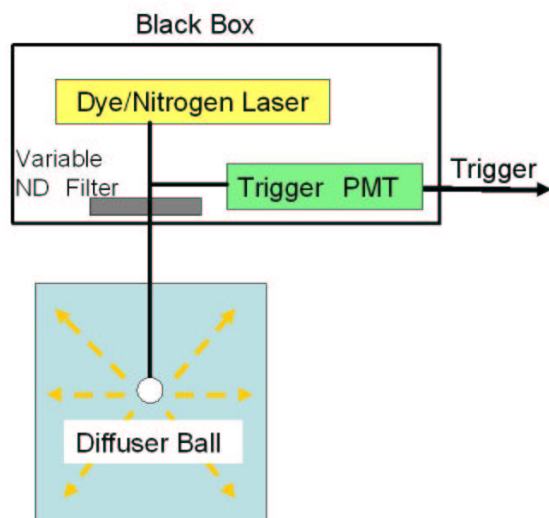 Black Box
Dye/Nitrogen Laser
Variable
ND Filter
Trigger PMT
Trigger
Diffuser Ball